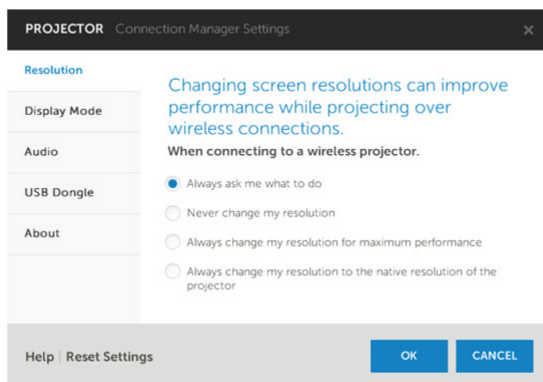 PROJECTOR Connection Manager Settings
Resolution
Display Mode
Audio
USB Dongle
About
Changing screen resolutions can improve
performance while projecting over
wireless connections.
When connecting to a wireless projector.
Always ask me what to do
Never change my resolution
Always change my resolution for maximum performance
Always change my resolution to the native resolution of the
projector
Help | Reset Settings
OK
CANCEL